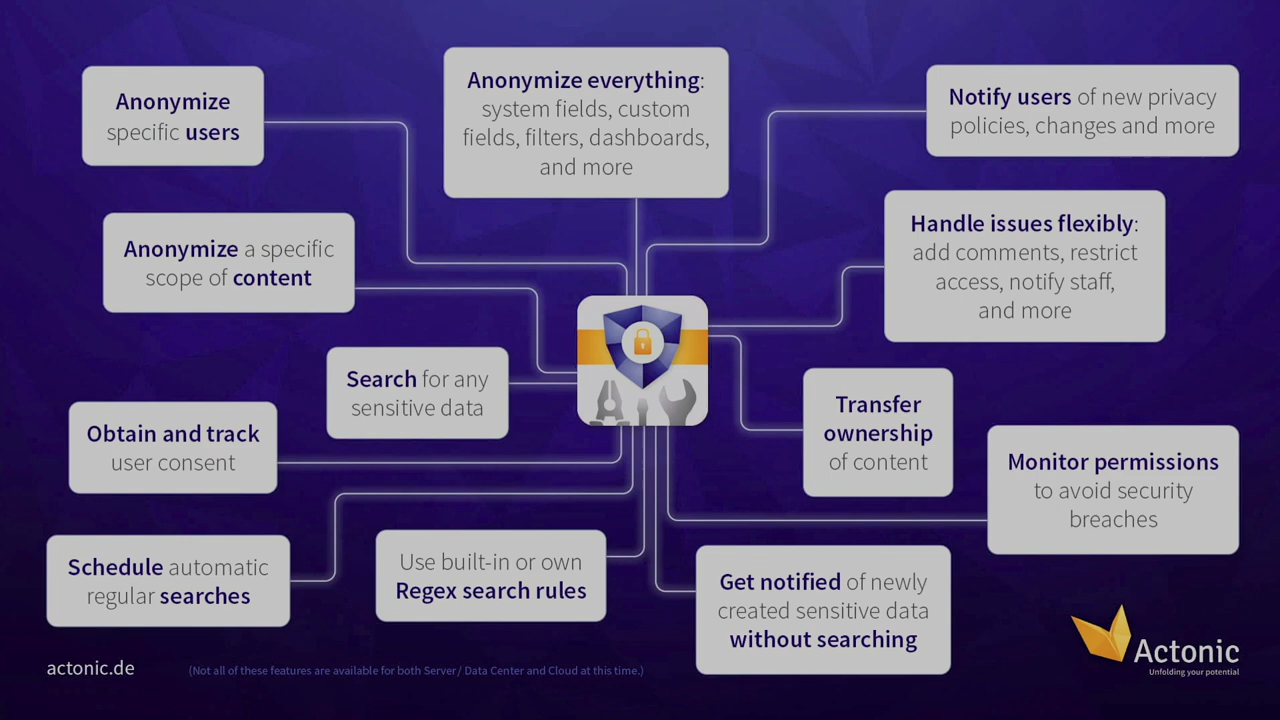 Anonymize
specific users
Anonymize everything:
system fields, custom
fields, filters, dashboards,
and more
Notify users of new privacy
policies, changes and more
Anonymize a specific
scope of content
Handle issues flexibly:
add comments, restrict
access, notify staff,
and more
Search for any
sensitive data
Transfer
ownership
of content
Obtain and track
user consent
Monitor permissions
to avoid security
breaches
Schedule automatic
regular searches
Use built-in or own
Regex search rules
Get notified of newly
created sensitive data
without searching
actonic.de
(Not all of these features are available for both Server/ Data Center and Cloud at this time.)
Actonic
Unfolding your potential